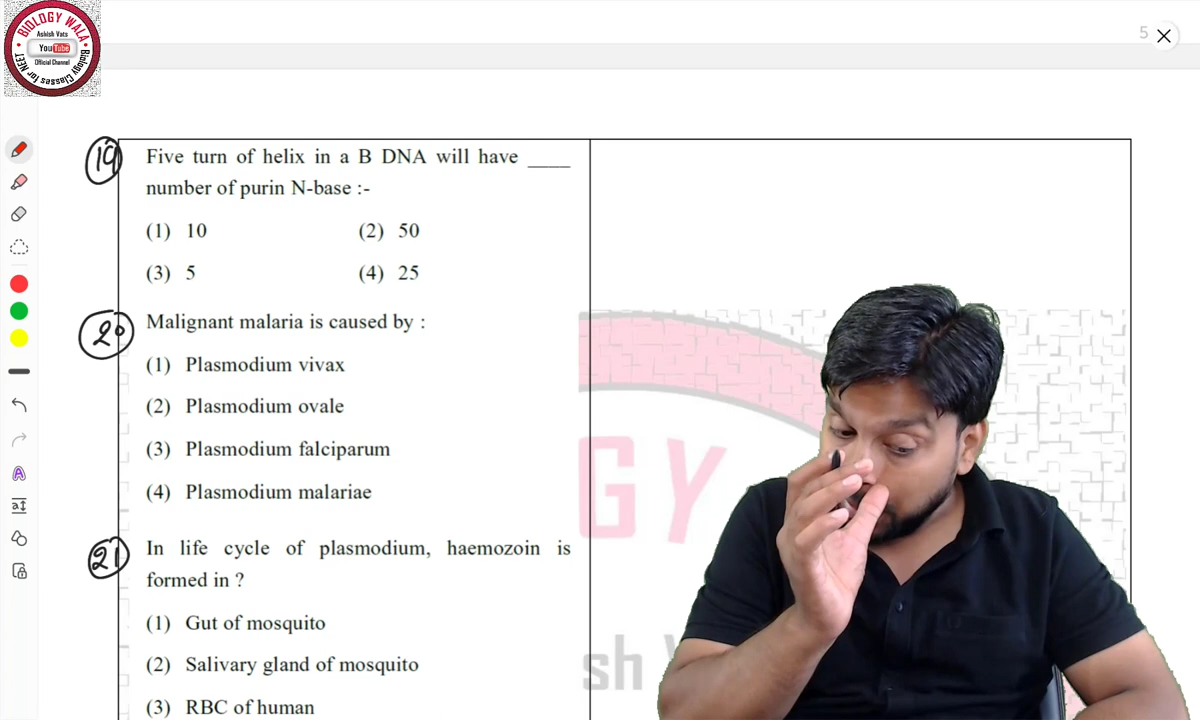 BIOLOGY WALA
Ashish Vats
YouTube
Official Channel
Biology Classes for NEET
5
19
Five turn of helix in a B DNA will have ____
number of purin N-base :-
(1) 10
(2) 50
(3) 5
(4) 25
20
Malignant malaria is caused by :
(1) Plasmodium vivax
(2) Plasmodium ovale
(3) Plasmodium falciparum
(4) Plasmodium malariae
21
In life cycle of plasmodium, haemozoin is
formed in ?
(1) Gut of mosquito
(2) Salivary gland of mosquito
(3) RBC of human
GY
sh V
A
aI